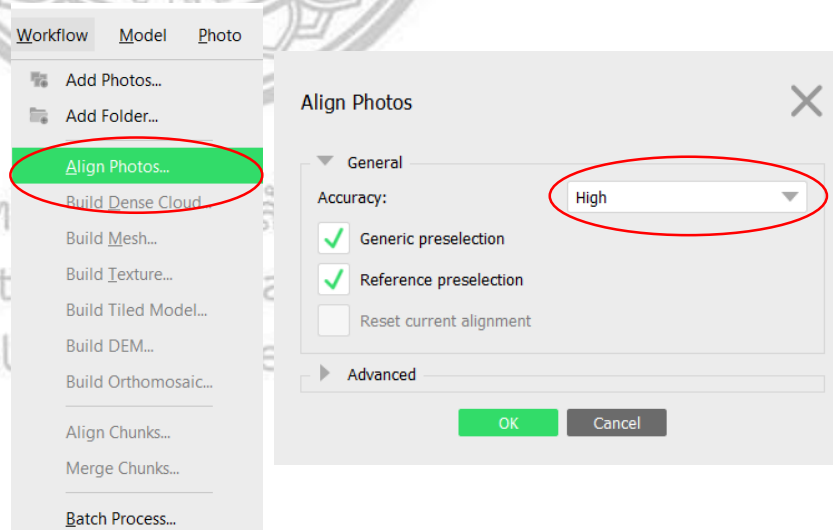 Workflow Model Photo
Add Photos...
Add Folder...
Align Photos...
Build Dense Cloud...
Build Mesh...
Build Texture...
Build Tiled Model...
Build DEM...
Build Orthomosaic...
Align Chunks...
Merge Chunks...
Batch Process...
Align Photos
General
Accuracy: High
Generic preselection
Reference preselection
Reset current alignment
Advanced
OK Cancel